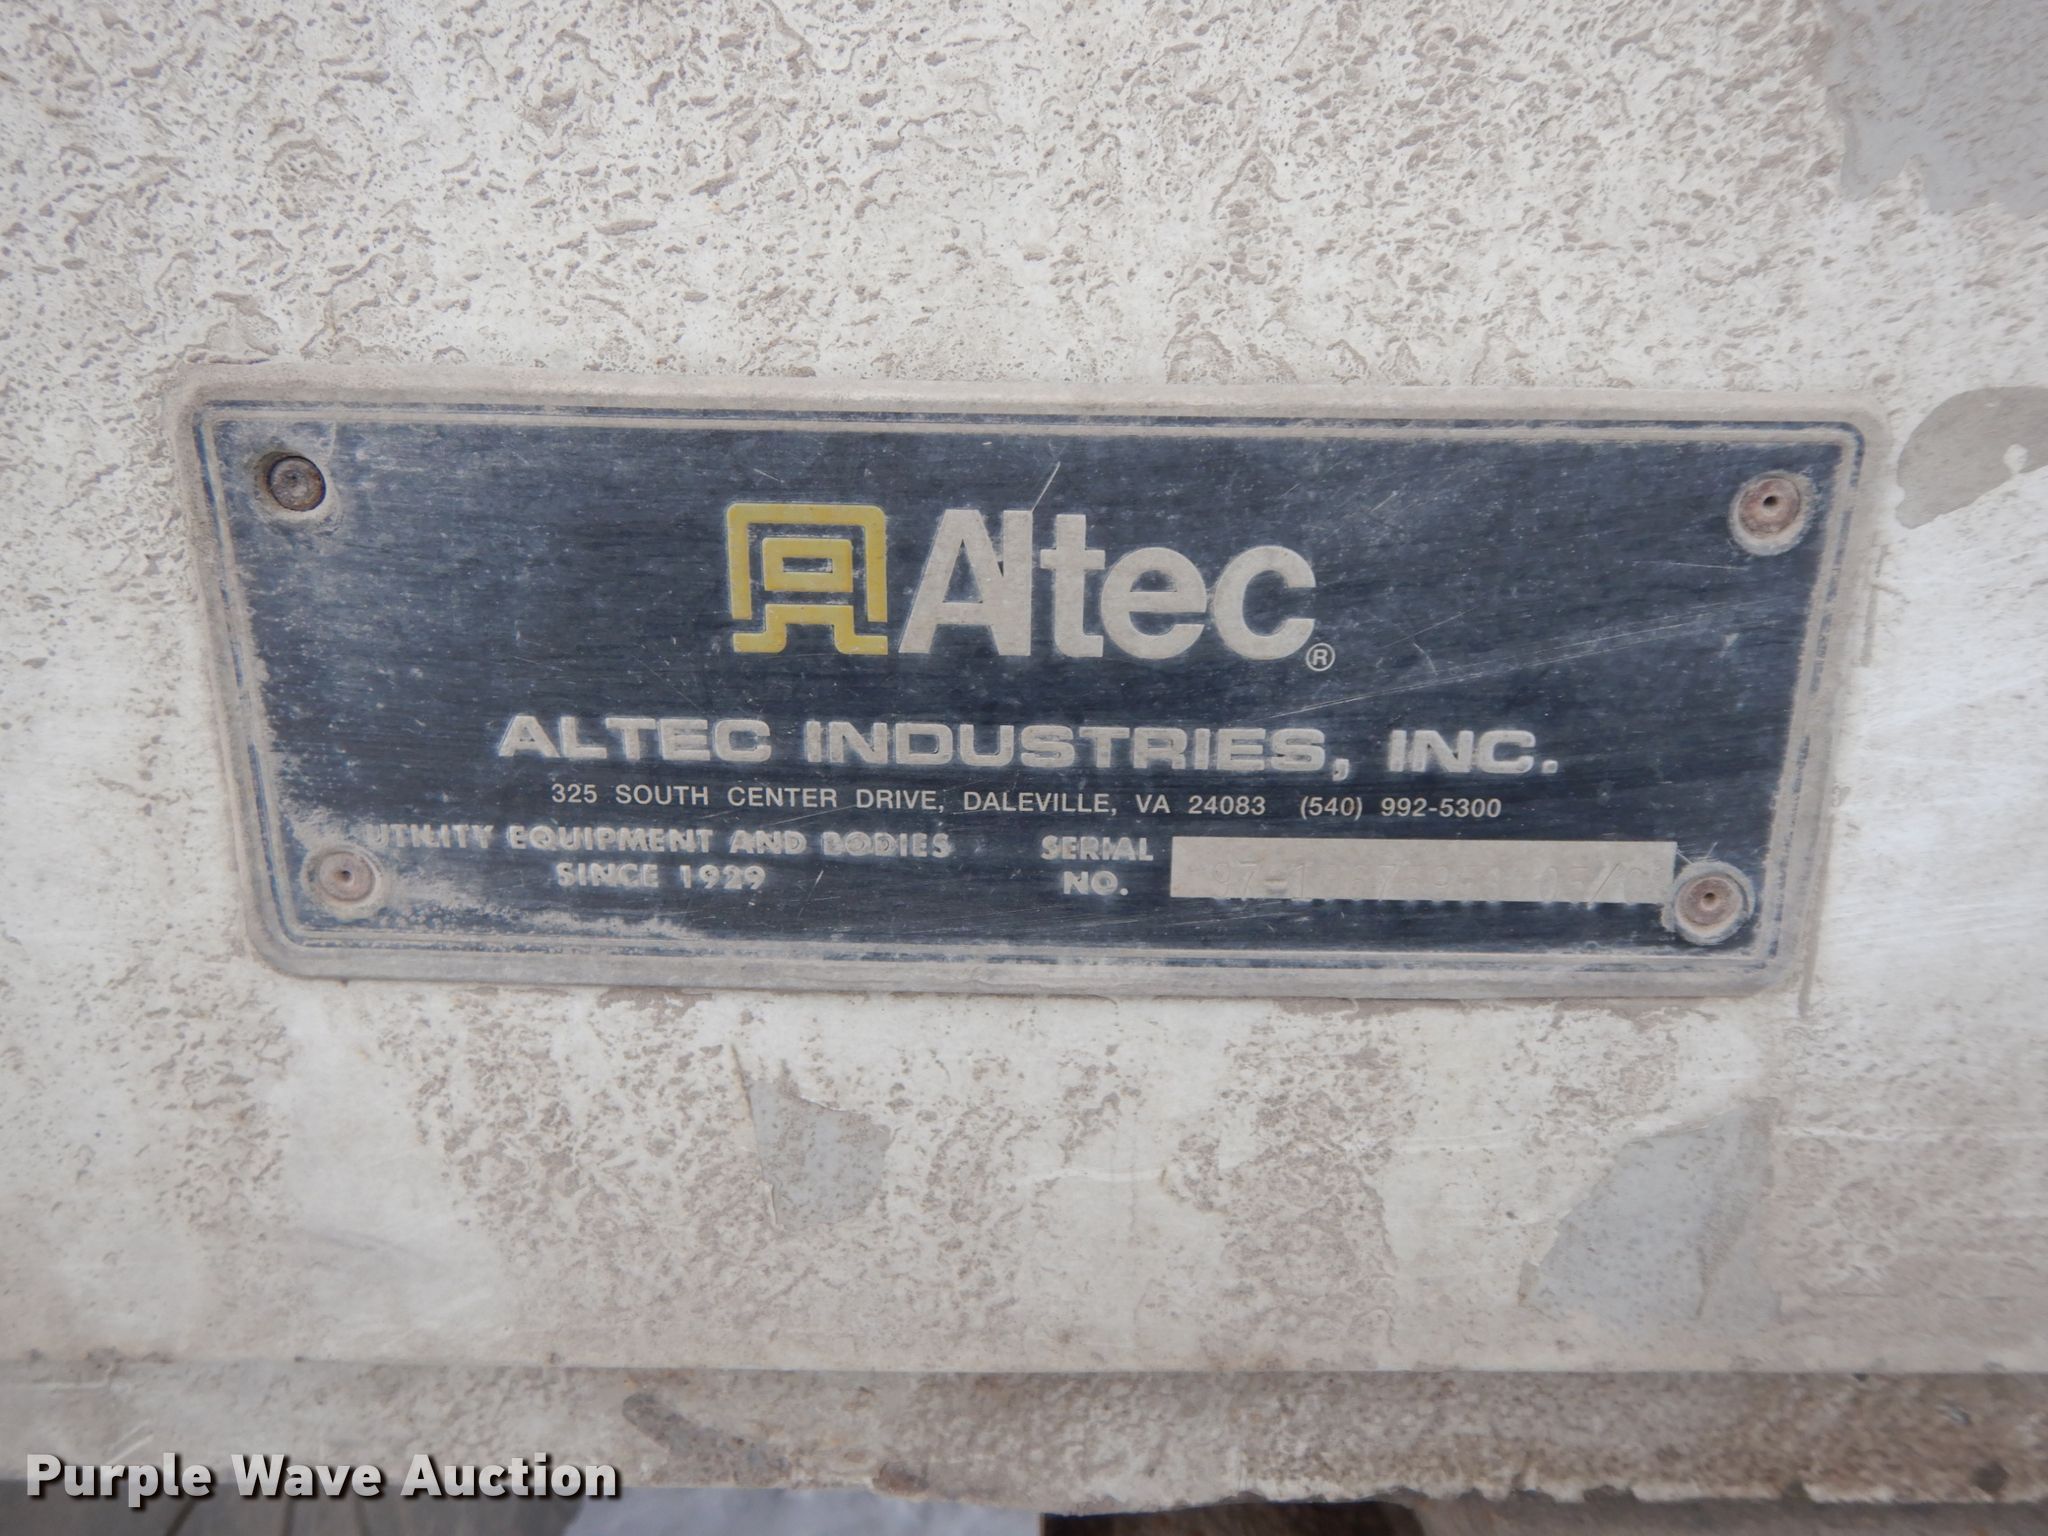 Altec®
ALTEC INDUSTRIES, INC.
325 SOUTH CENTER DRIVE, DALEVILLE, VA 24083 (540) 992-5300
UTILITY EQUIPMENT AND BODIES
SINCE 1929
SERIAL
NO.
Purple Wave Auction